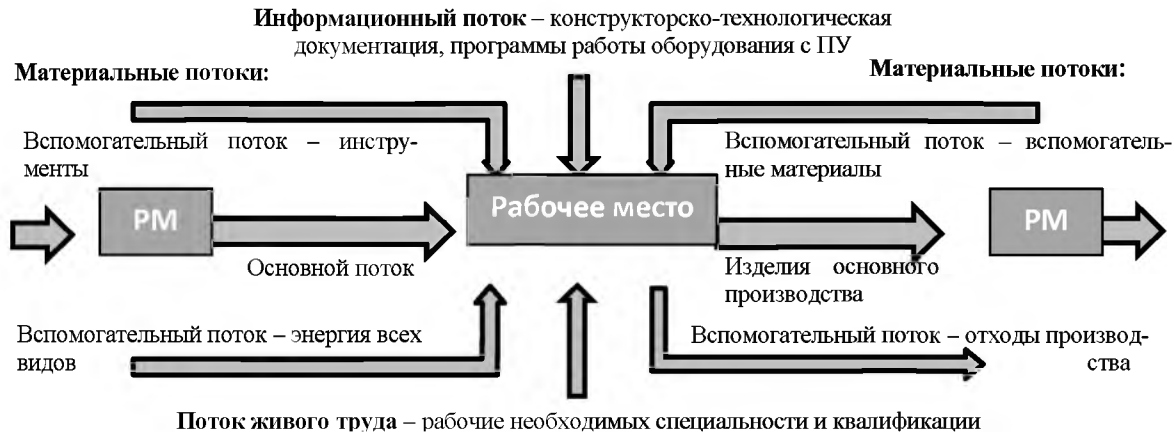 Информационный поток – конструкторско-технологическая
документация, программы работы оборудования с ПУ
Материальные потоки:
Материальные потоки:
Вспомогательный поток – инстру-
менты
Вспомогательный поток – вспомогатель-
ные материалы
РМ
Рабочее место
РМ
Основной поток
Изделия основного
производства
Вспомогательный поток – энергия всех
видов
Вспомогательный поток – отходы производ-
ства
Поток живого труда – рабочие необходимых специальности и квалификации